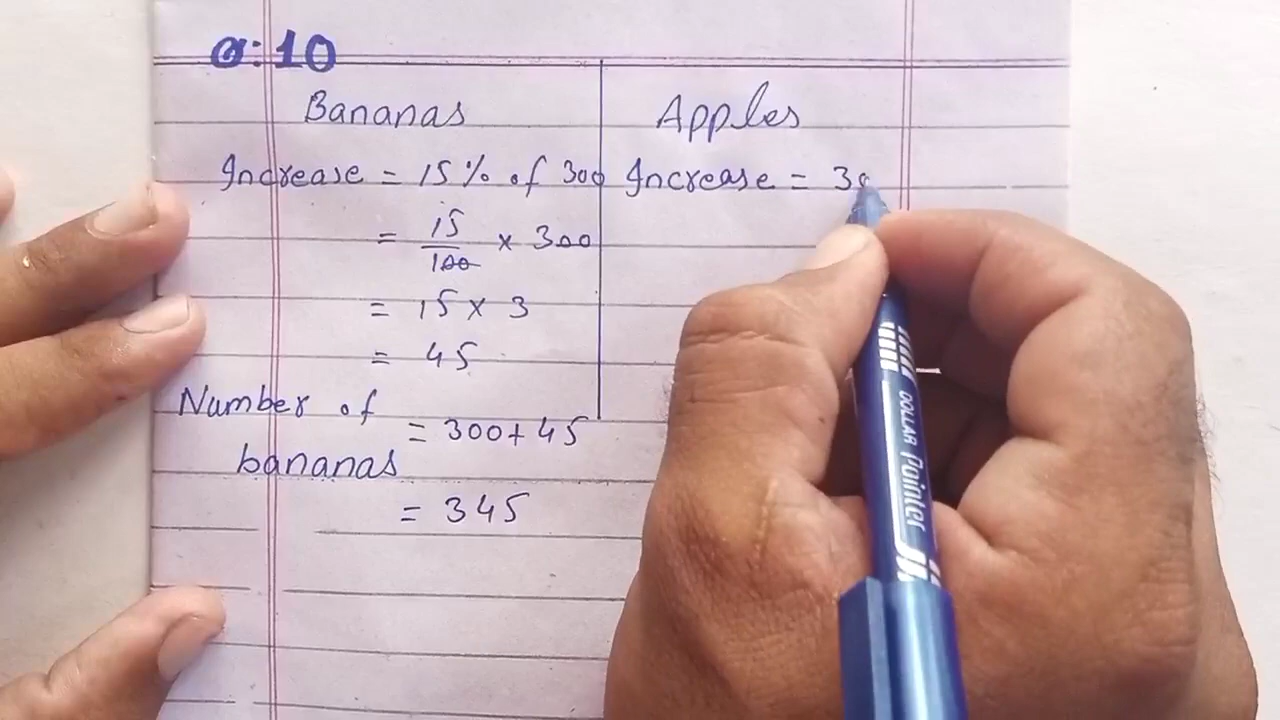 Q:10
Bananas
Increase = 15% of 300
= 15/100 × 300
= 15 × 3
= 45
Number of
bananas
= 300+45
= 345
Apples
Increase = 30
DOLLAR Pointer